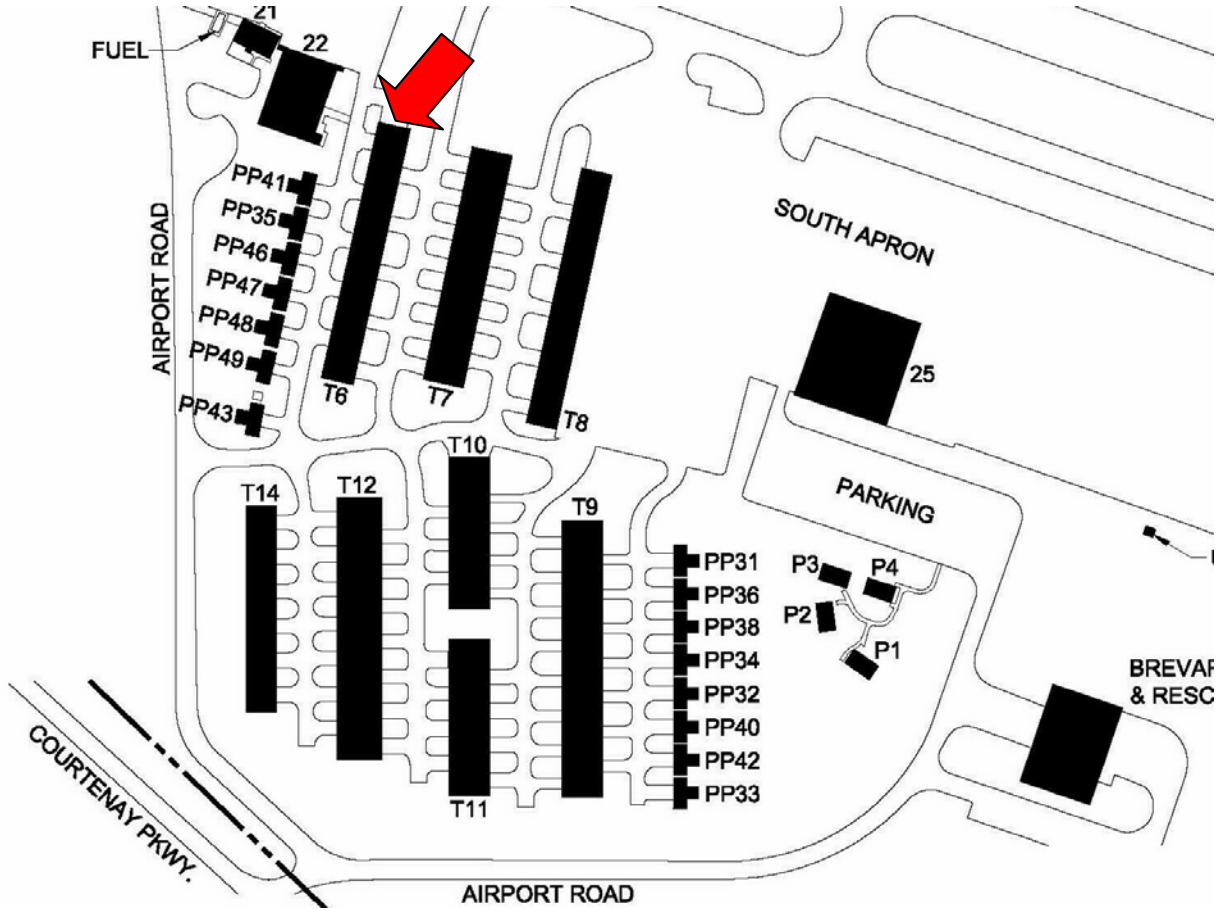 21
FUEL
22
PP41
PP35
PP46
PP47
PP48
PP49
PP43
AIRPORT ROAD
T6
T7
T8
SOUTH APRON
25
PARKING
T10
T14
T12
T9
T11
PP31
PP36
PP38
PP34
PP32
PP40
PP42
PP33
P3
P4
P2
P1
& RESC
COURTENAY PKWY.
AIRPORT ROAD